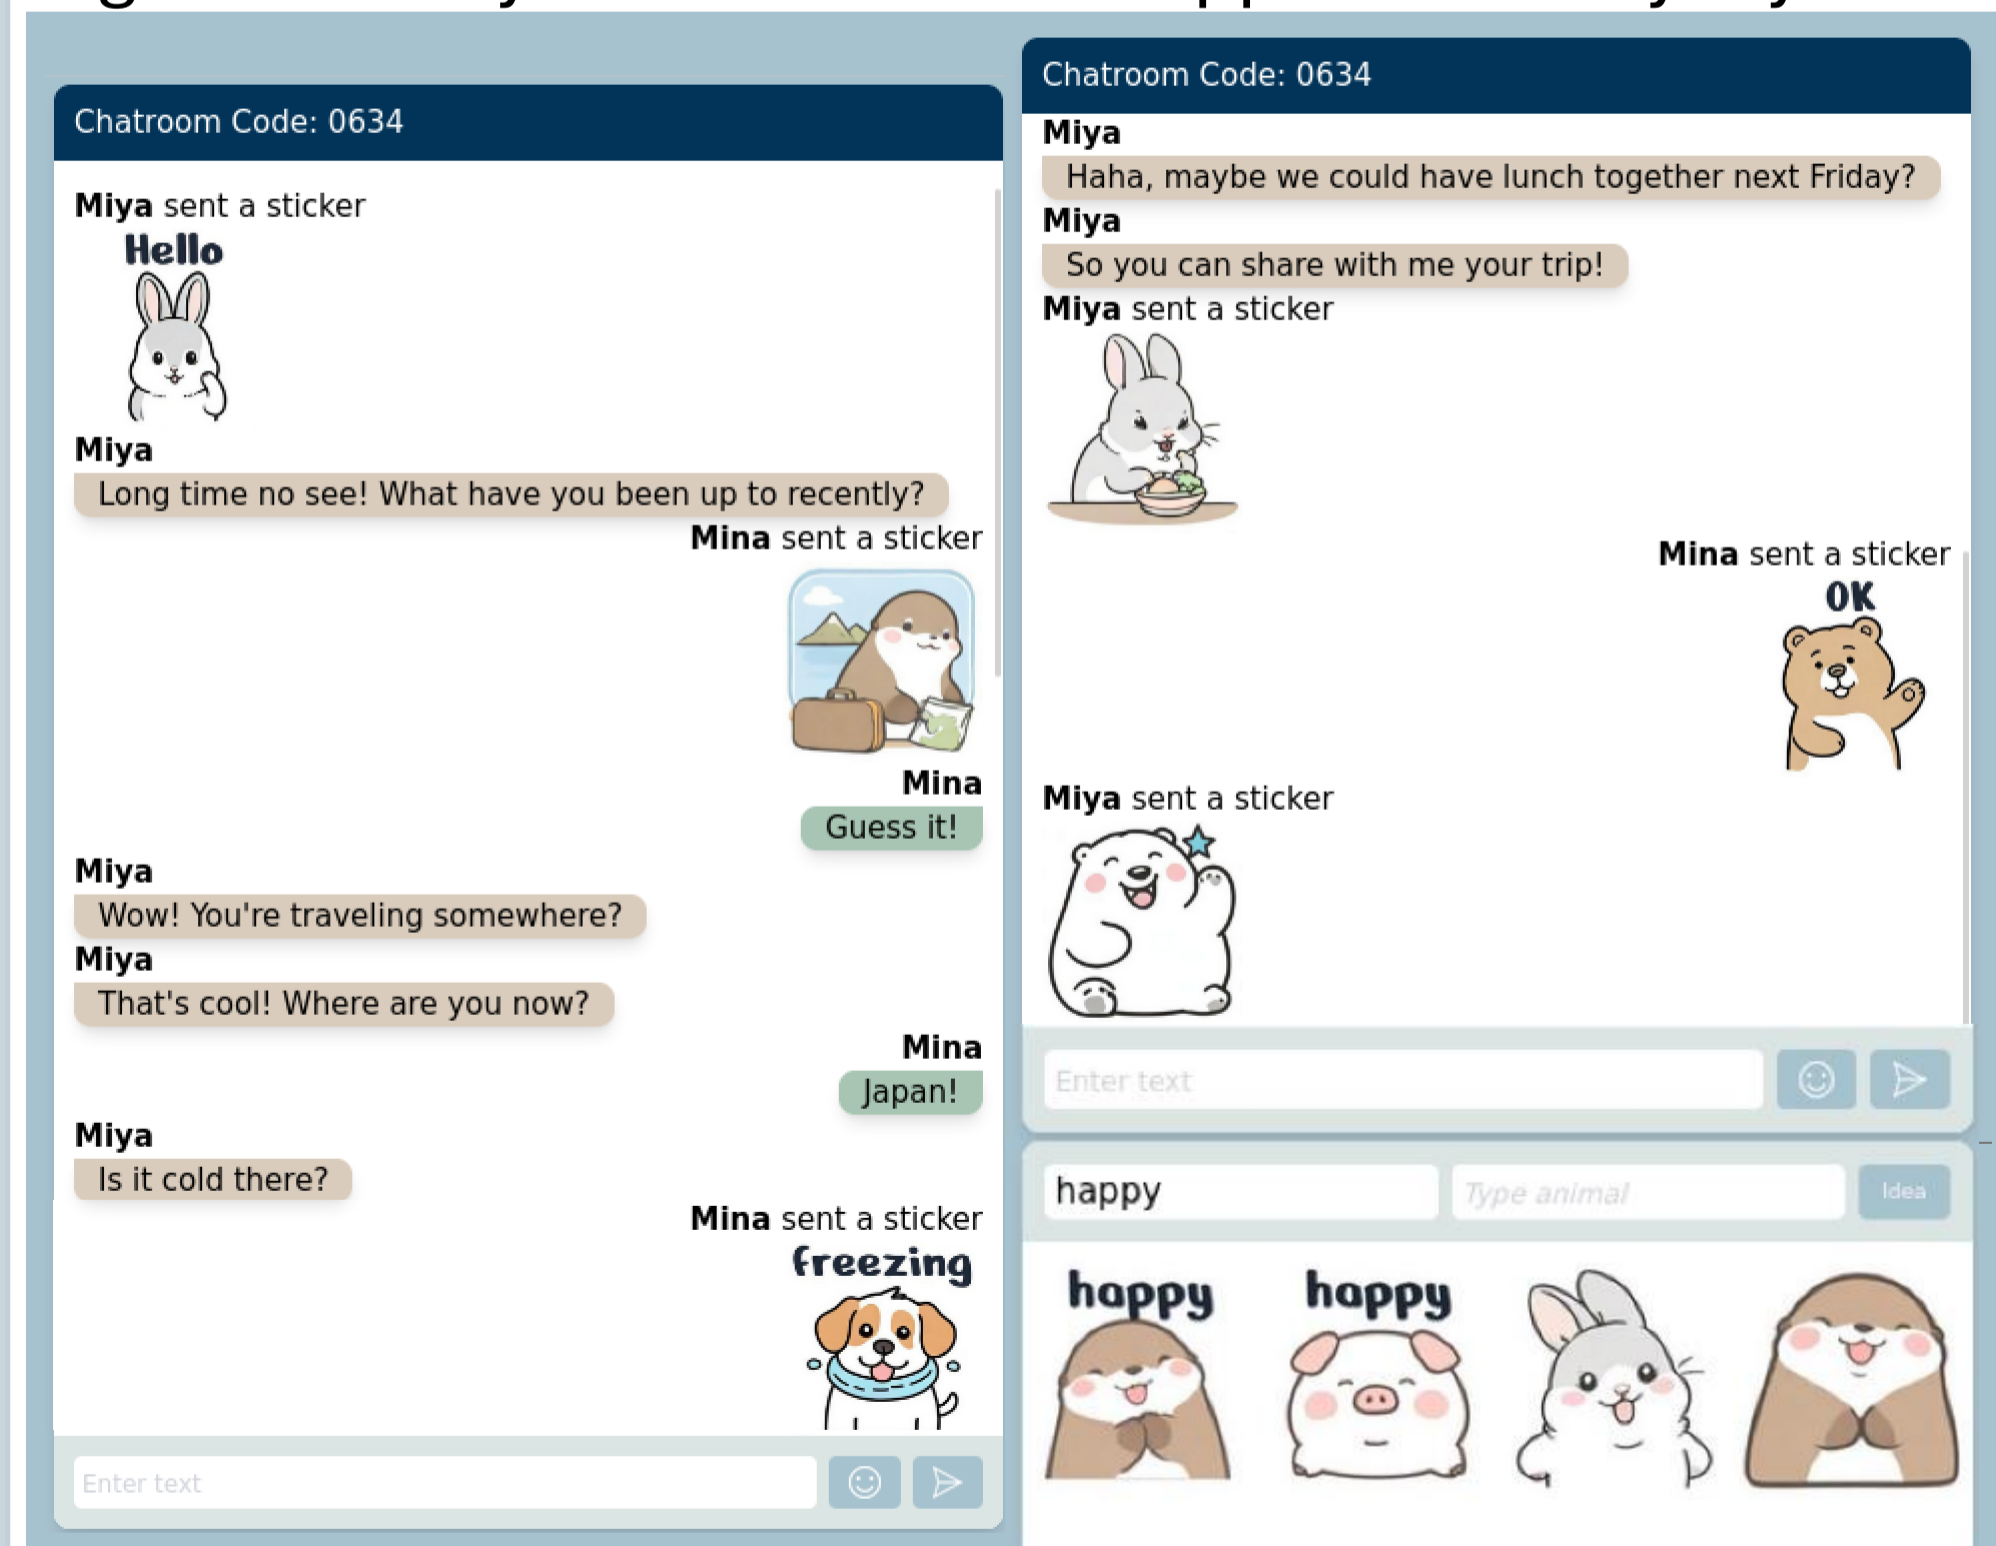 Chatroom Code: 0634
Miya sent a sticker
Hello
Miya
Long time no see! What have you been up to recently?
Mina sent a sticker
Mina
Guess it!
Miya
Wow! You're traveling somewhere?
Miya
That's cool! Where are you now?
Mina
Japan!
Miya
Is it cold there?
Mina sent a sticker
freezing
Enter text
Chatroom Code: 0634
Miya
Haha, maybe we could have lunch together next Friday?
Miya
So you can share with me your trip!
Miya sent a sticker
Mina sent a sticker
OK
Miya sent a sticker
Enter text
happy Type animal Idea
happy happy